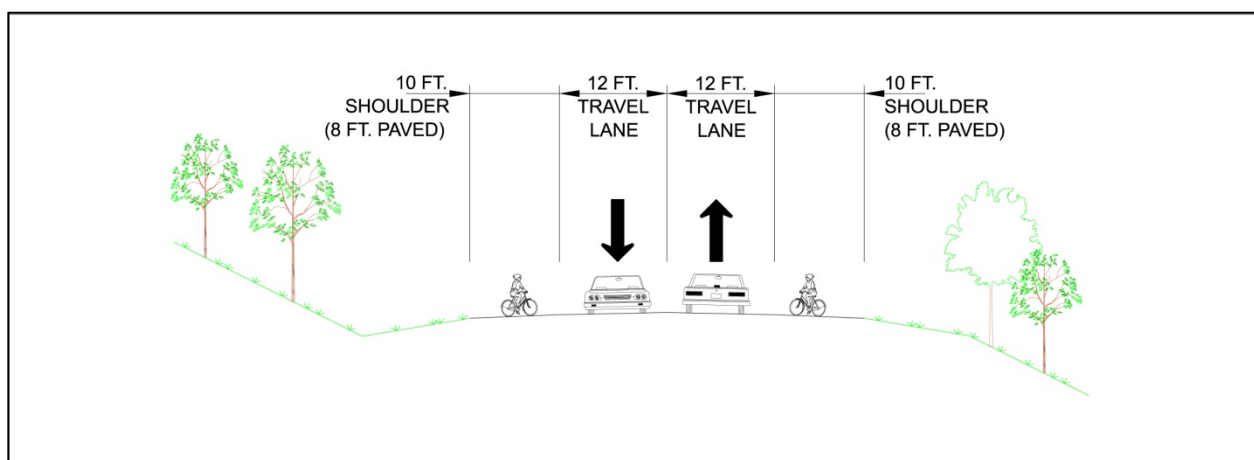 10 FT.
SHOULDER
(8 FT. PAVED)
12 FT.
TRAVEL
LANE
12 FT.
TRAVEL
LANE
10 FT.
SHOULDER
(8 FT. PAVED)